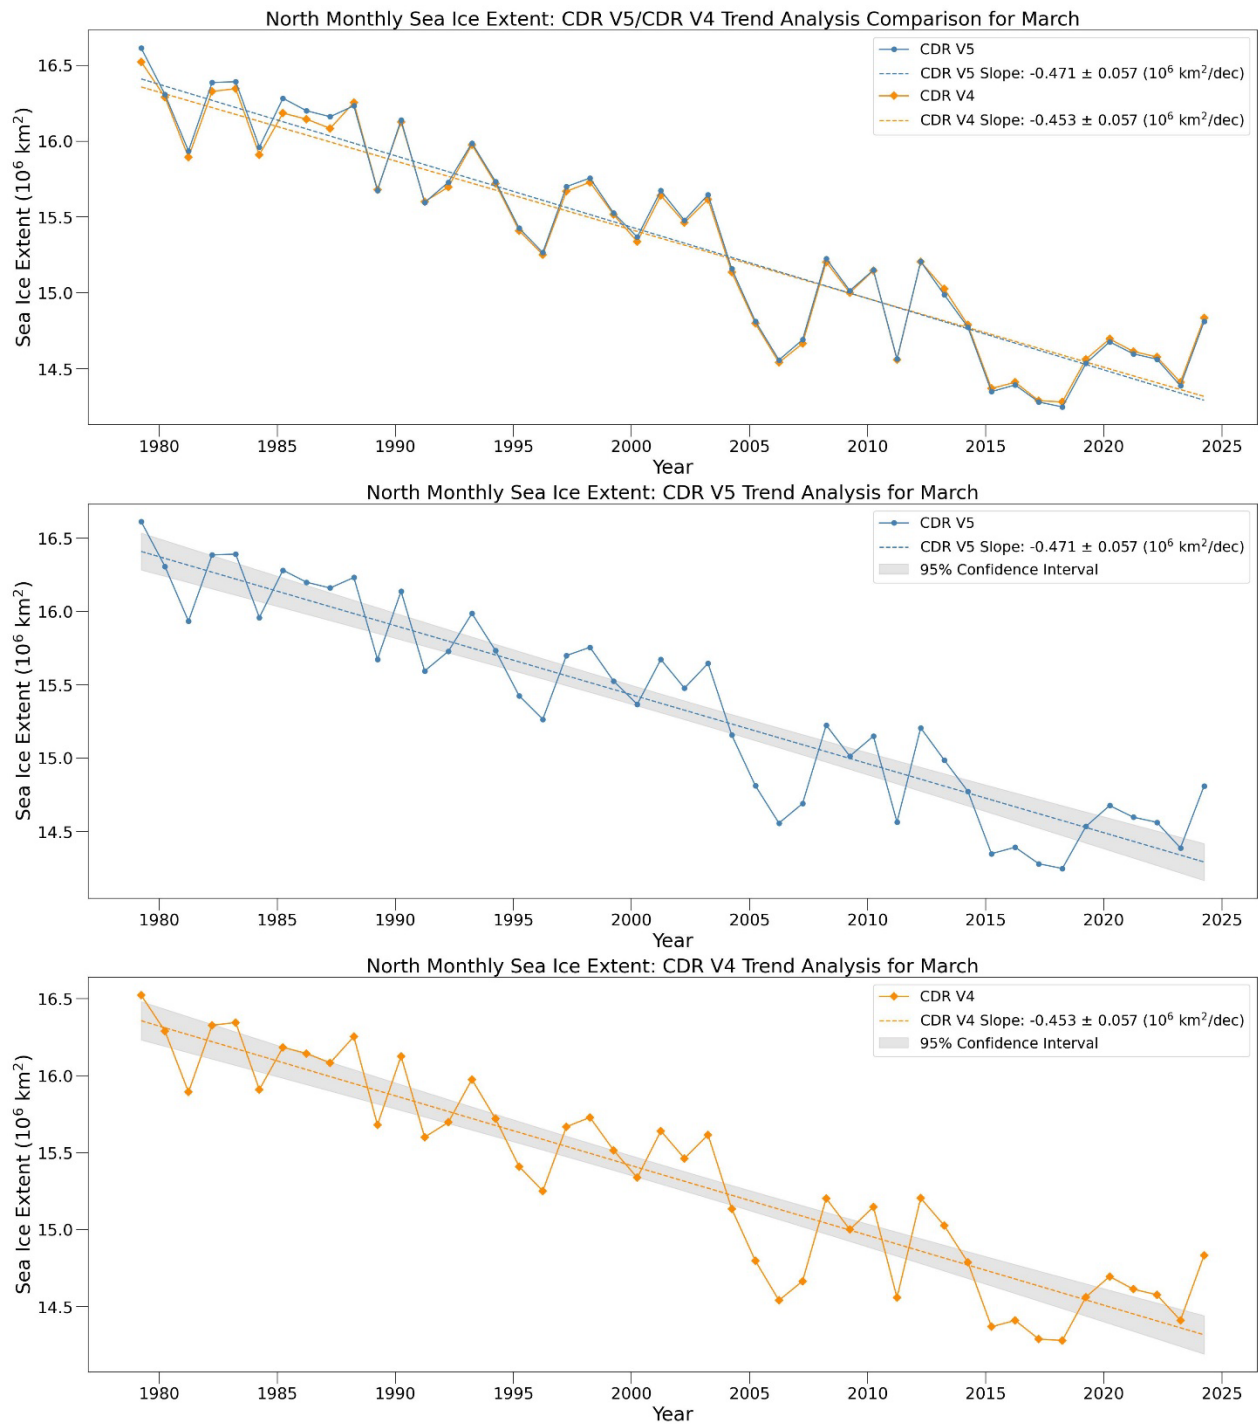 North Monthly Sea Ice Extent: CDR V5/CDR V4 Trend Analysis Comparison for March
CDR V5
CDR V5 Slope: -0.471 ± 0.057 (10⁶ km²/dec)
CDR V4
CDR V4 Slope: -0.453 ± 0.057 (10⁶ km²/dec)
Sea Ice Extent (10⁶ km²)
16.5
16.0
15.5
15.0
14.5
1980 1985 1990 1995 2000 2005 2010 2015 2020 2025
Year
North Monthly Sea Ice Extent: CDR V5 Trend Analysis for March
CDR V5
CDR V5 Slope: -0.471 ± 0.057 (10⁶ km²/dec)
95% Confidence Interval
Sea Ice Extent (10⁶ km²)
16.5
16.0
15.5
15.0
14.5
1980 1985 1990 1995 2000 2005 2010 2015 2020 2025
Year
North Monthly Sea Ice Extent: CDR V4 Trend Analysis for March
CDR V4
CDR V4 Slope: -0.453 ± 0.057 (10⁶ km²/dec)
95% Confidence Interval
Sea Ice Extent (10⁶ km²)
16.5
16.0
15.5
15.0
14.5
1980 1985 1990 1995 2000 2005 2010 2015 2020 2025
Year